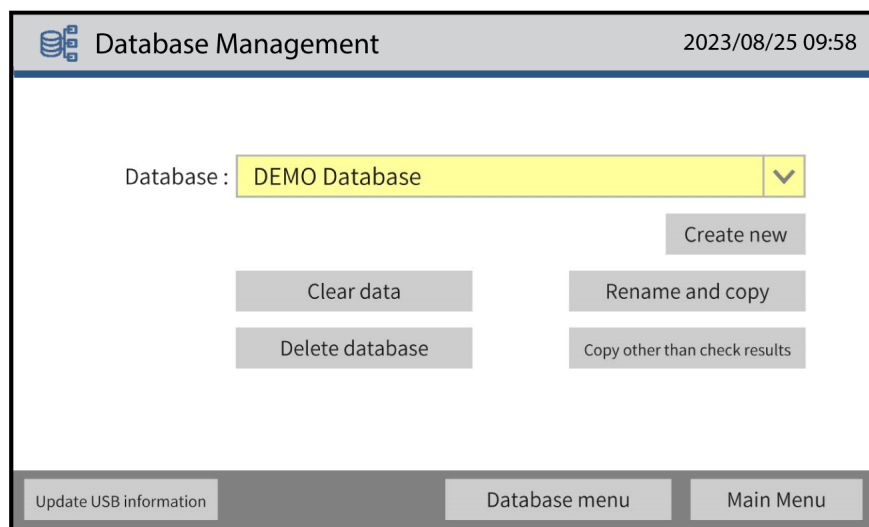 Database Management 2023/08/25 09:58
Database : DEMO Database
Create new
Clear data Rename and copy
Delete database Copy other than check results
Update USB information Database menu Main Menu